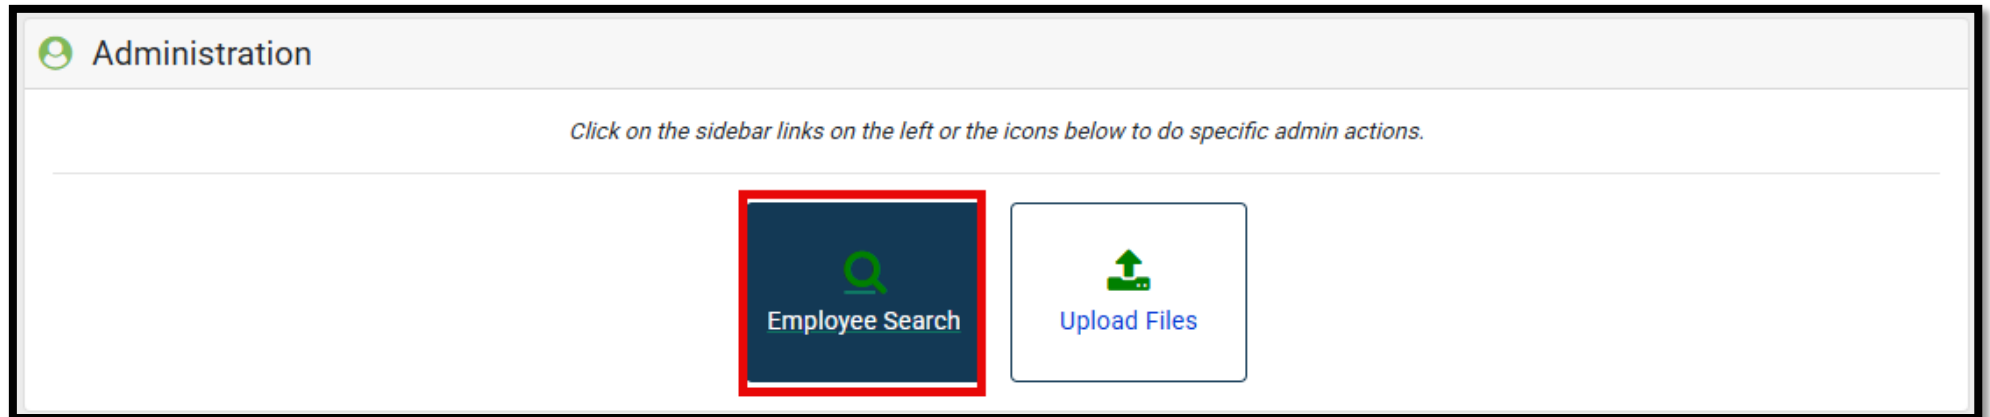 Administration
Click on the sidebar links on the left or the icons below to do specific admin actions.
Employee Search
Upload Files